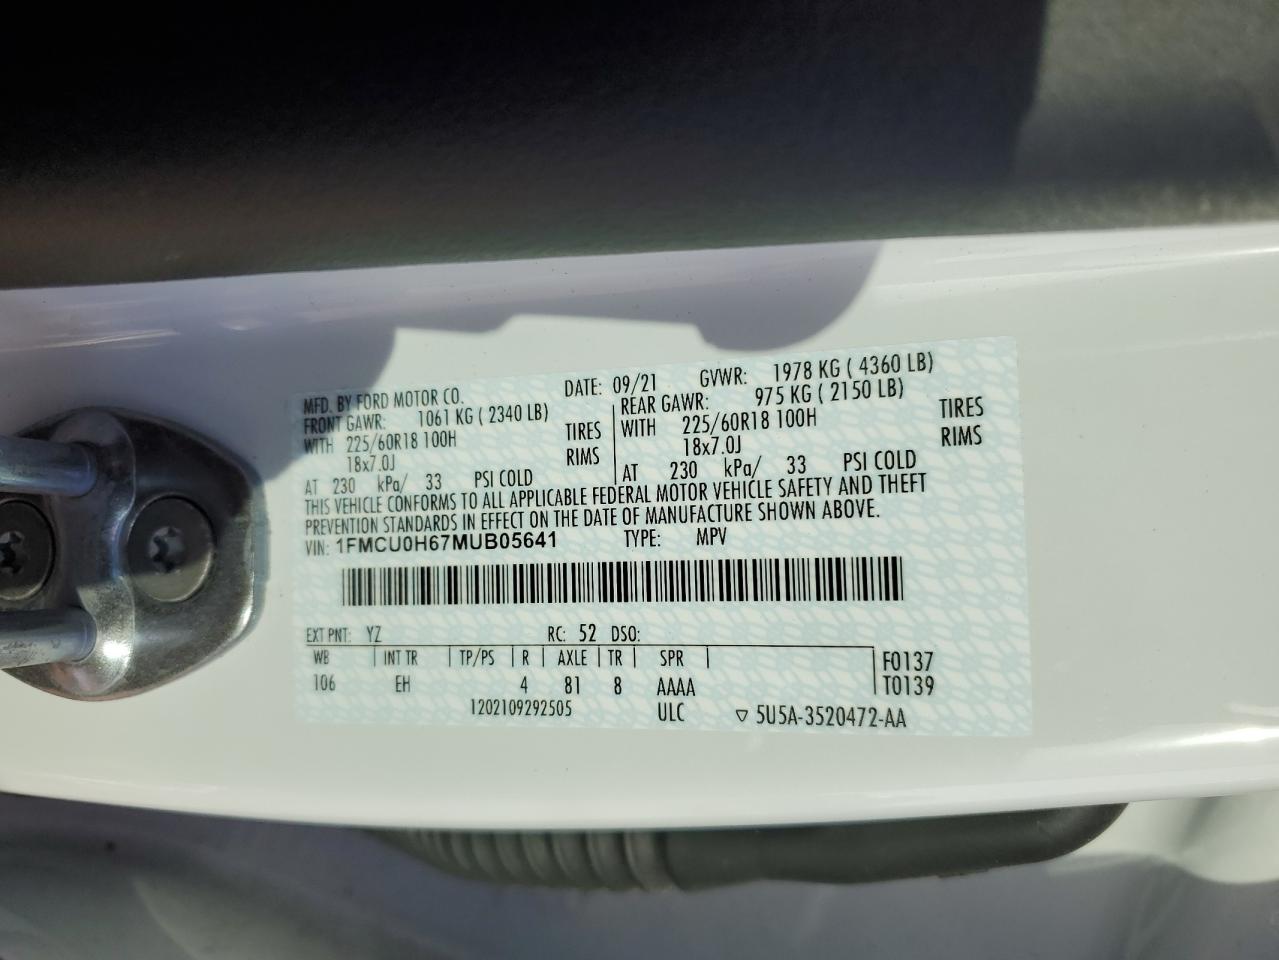 MFD. BY FORD MOTOR CO. DATE: 09/21 GVWR: 1978 KG ( 4360 LB)
FRONT GAWR: 1061 KG ( 2340 LB) REAR GAWR: 975 KG ( 2150 LB)
WITH 225/60R18 100H TIRES WITH 225/60R18 100H TIRES
18x7.0J RIMS 18x7.0J RIMS
AT 230 kPa/ 33 PSI COLD AT 230 kPa/ 33 PSI COLD
THIS VEHICLE CONFORMS TO ALL APPLICABLE FEDERAL MOTOR VEHICLE SAFETY AND THEFT
PREVENTION STANDARDS IN EFFECT ON THE DATE OF MANUFACTURE SHOWN ABOVE.
VIN: 1FMCU0H67MUB05641 TYPE: MPV
EXT PNT: YZ RC: 52 DSO:
WB INT TR TP/PS R AXLE TR SPR F0137
106 EH 4 81 8 AAAA T0139
1202109292505 ULC ▽ 5U5A-3520472-AA